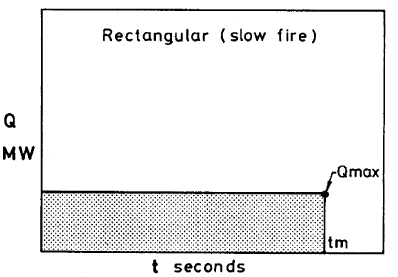 Rectangular (slow fire)
Q
MW
Qmax
tm
t seconds